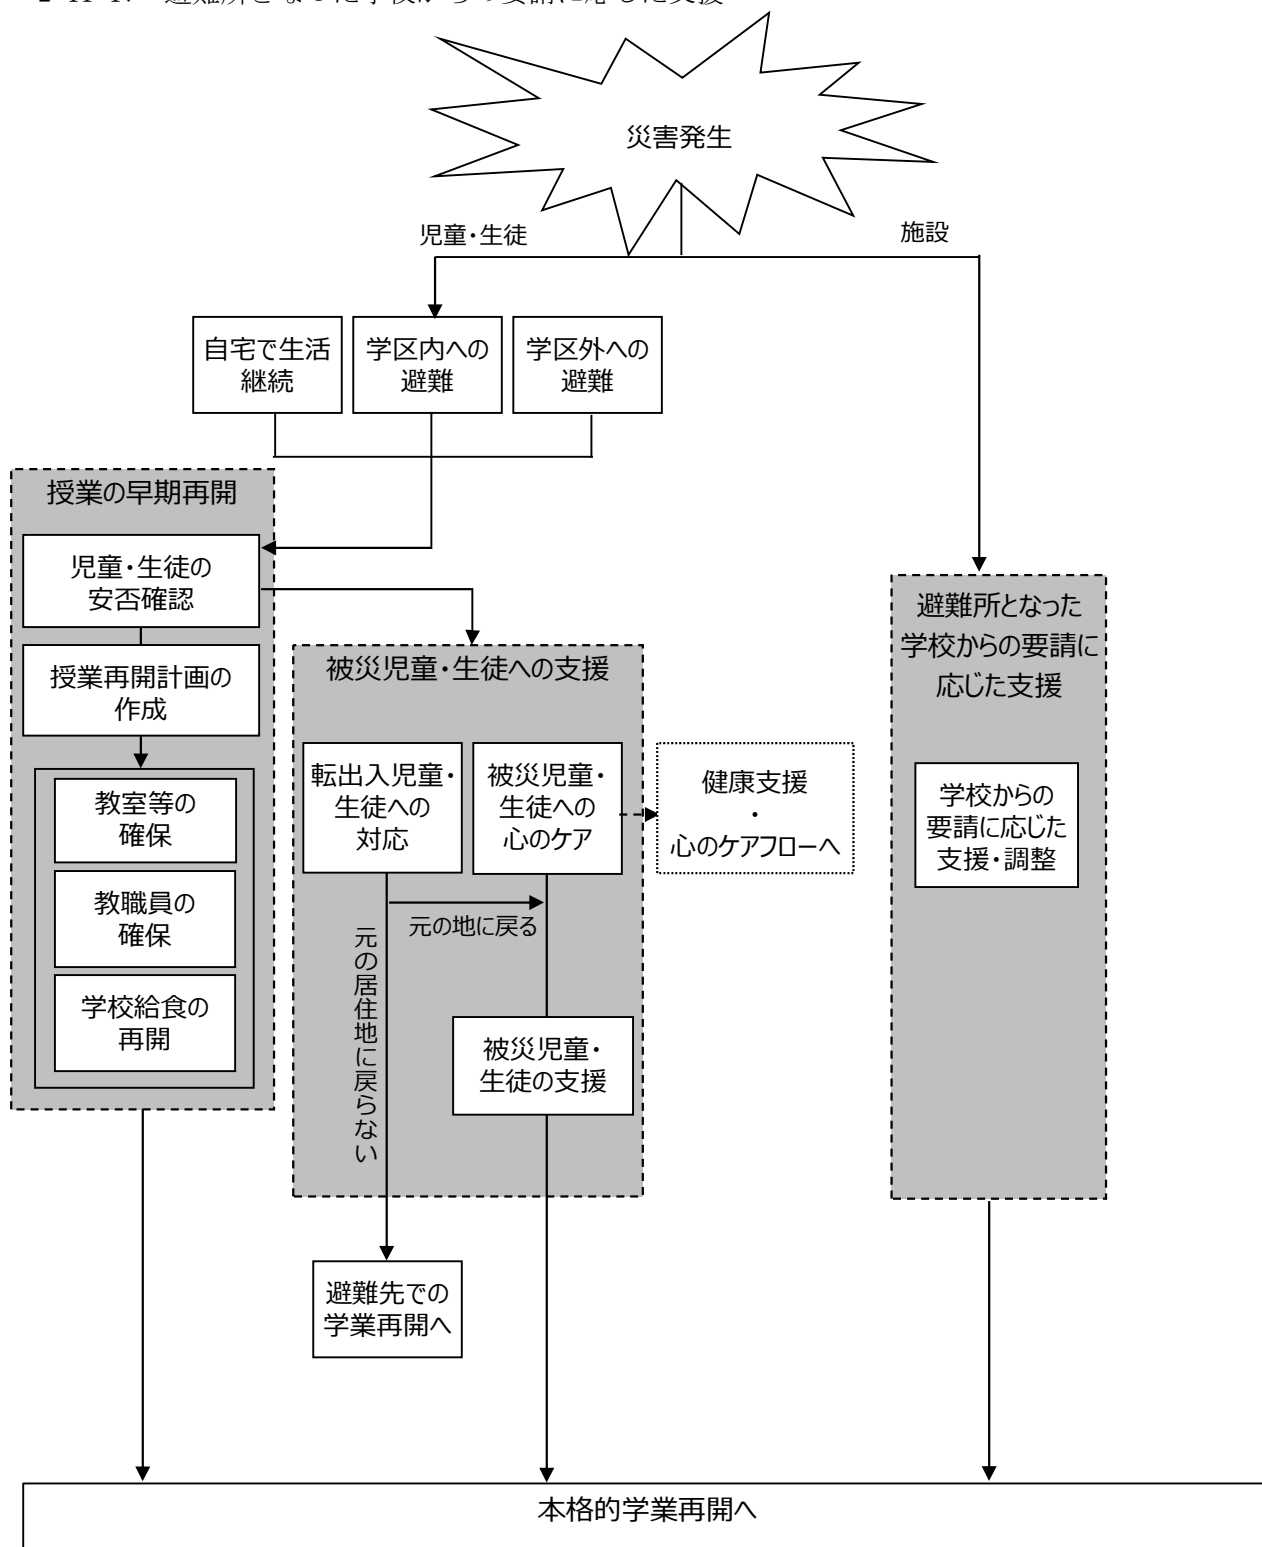 災害発生
児童・生徒
施設
自宅で生活
継続
学区内への
避難
学区外への
避難
授業の早期再開
児童・生徒の
安否確認
授業再開計画の
作成
教室等の
確保
教職員の
確保
学校給食の
再開
被災児童・生徒への支援
転出入児童・
生徒への
対応
被災児童・
生徒への
心のケア
健康支援
・
心のケアフローへ
元の地に戻る
元の居住地に戻らない
被災児童・
生徒の支援
避難先での
学業再開へ
避難所となった
学校からの要請に
応じた支援
学校からの
要請に応じた
支援・調整
本格的学業再開へ